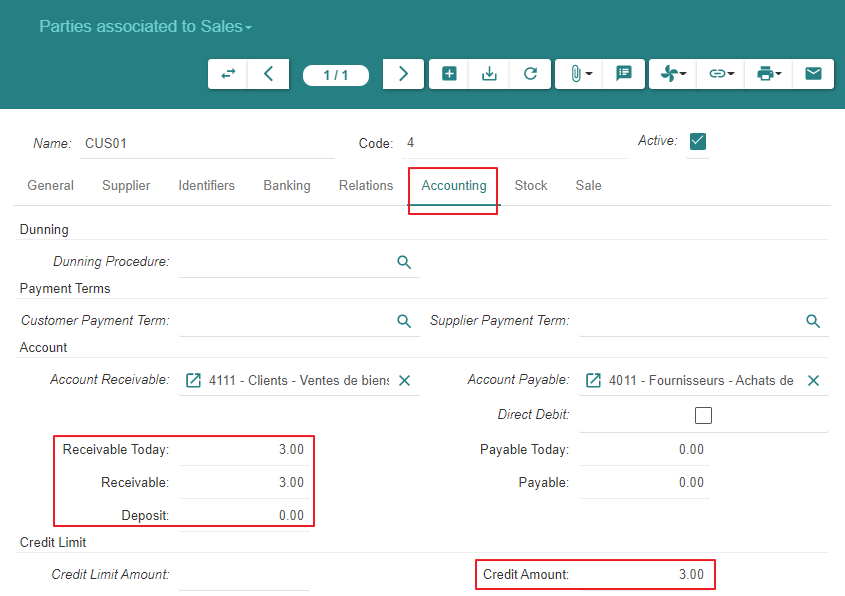 Parties associated to Sales
1 / 1
Name: CUS01 Code: 4 Active:
General Supplier Identifiers Banking Relations Accounting Stock Sale
Dunning
Dunning Procedure:
Payment Terms
Customer Payment Term: Supplier Payment Term:
Account
Account Receivable: 4111 - Clients - Ventes de biens Account Payable: 4011 - Fournisseurs - Achats de
Direct Debit:
Receivable Today: 3.00 Payable Today: 0.00
Receivable: 3.00 Payable: 0.00
Deposit: 0.00
Credit Limit
Credit Limit Amount: Credit Amount: 3.00